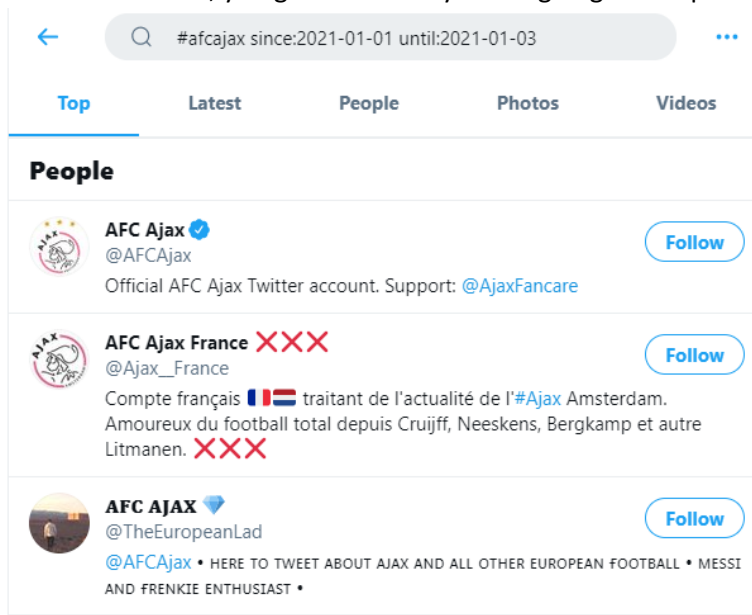 #afcajax since:2021-01-01 until:2021-01-03
Top Latest People Photos Videos
People
AFC Ajax
@AFCAjax
Follow
Official AFC Ajax Twitter account. Support: @AjaxFancare
AFC Ajax France ❌❌❌
@Ajax__France
Follow
Compte français 🇫🇷🇳🇱 traitant de l'actualité de l'#Ajax Amsterdam.
Amoureux du football total depuis Cruijff, Neeskens, Bergkamp et autre
Litmanen. ❌❌❌
AFC AJAX 💎
@TheEuropeanLad
Follow
@AFCAjax • HERE TO TWEET ABOUT AJAX AND ALL OTHER EUROPEAN FOOTBALL • MESSI
AND FRENKIE ENTHUSIAST •